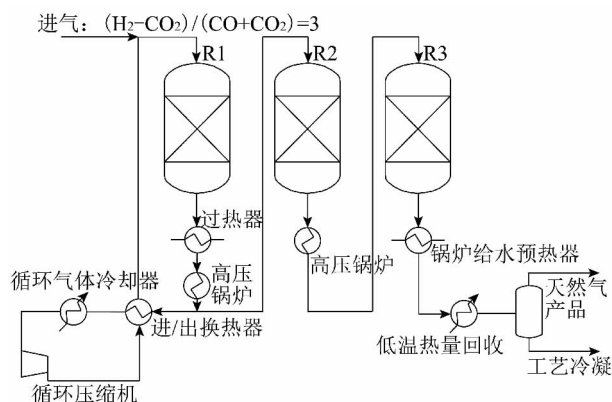 进气：(H2-CO2)/(CO+CO2)=3
R1
R2
R3
过热器
高压
锅炉
高压锅炉
锅炉给水预热器
循环气体冷却器
进/出换热器
循环压缩机
低温热量回收
天然气
产品
工艺冷凝